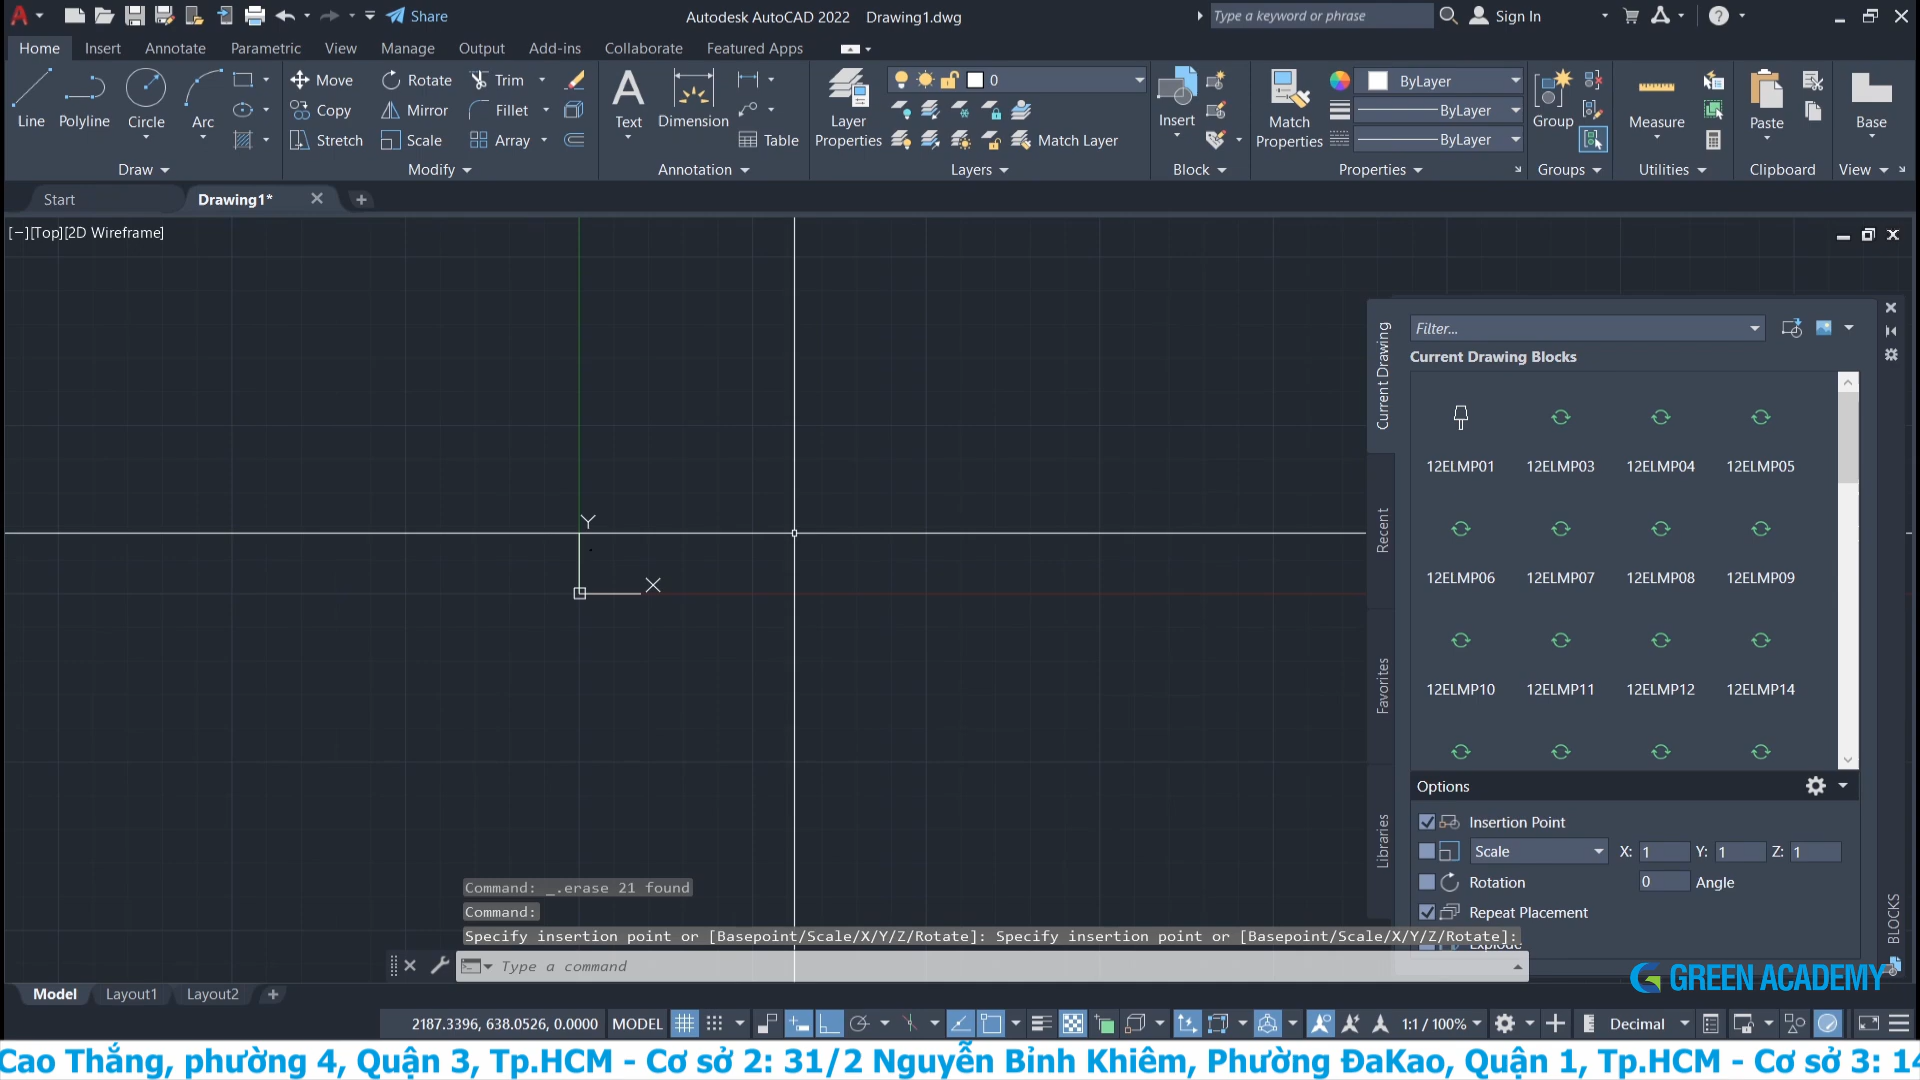 Share
Autodesk AutoCAD 2022 Drawing1.dwg
Type a keyword or phrase
Sign In
Home Insert Annotate Parametric View Manage Output Add-ins Collaborate Featured Apps
Line Polyline Circle Arc
Move Rotate Trim
Copy Mirror Fillet
Stretch Scale Array
Text Dimension Table
Layer Properties
0
Match Layer
Insert
Match Properties
ByLayer
ByLayer
ByLayer
Group
Measure
Paste
Base
Draw Modify Annotation Layers Block Properties Groups Utilities Clipboard View
Start Drawing1*
[−][Top][2D Wireframe]
Y
X
Current Drawing
Recent
Favorites
Libraries
Filter...
Current Drawing Blocks
12ELMP01 12ELMP03 12ELMP04 12ELMP05
12ELMP06 12ELMP07 12ELMP08 12ELMP09
12ELMP10 12ELMP11 12ELMP12 12ELMP14
Options
Insertion Point
Scale X: 1 Y: 1 Z: 1
Rotation 0 Angle
Repeat Placement
Explode
BLOCKS
Command: _.erase 21 found
Command:
Specify insertion point or [Basepoint/Scale/X/Y/Z/Rotate]: Specify insertion point or [Basepoint/Scale/X/Y/Z/Rotate]:
Type a command
GREEN ACADEMY
Model Layout1 Layout2
2187.3396, 638.0526, 0.0000 MODEL 1:1 / 100% Decimal
Cao Thắng, phường 4, Quận 3, Tp.HCM - Cơ sở 2: 31/2 Nguyễn Bỉnh Khiêm, Phường ĐaKao, Quận 1, Tp.HCM - Cơ sở 3: 14